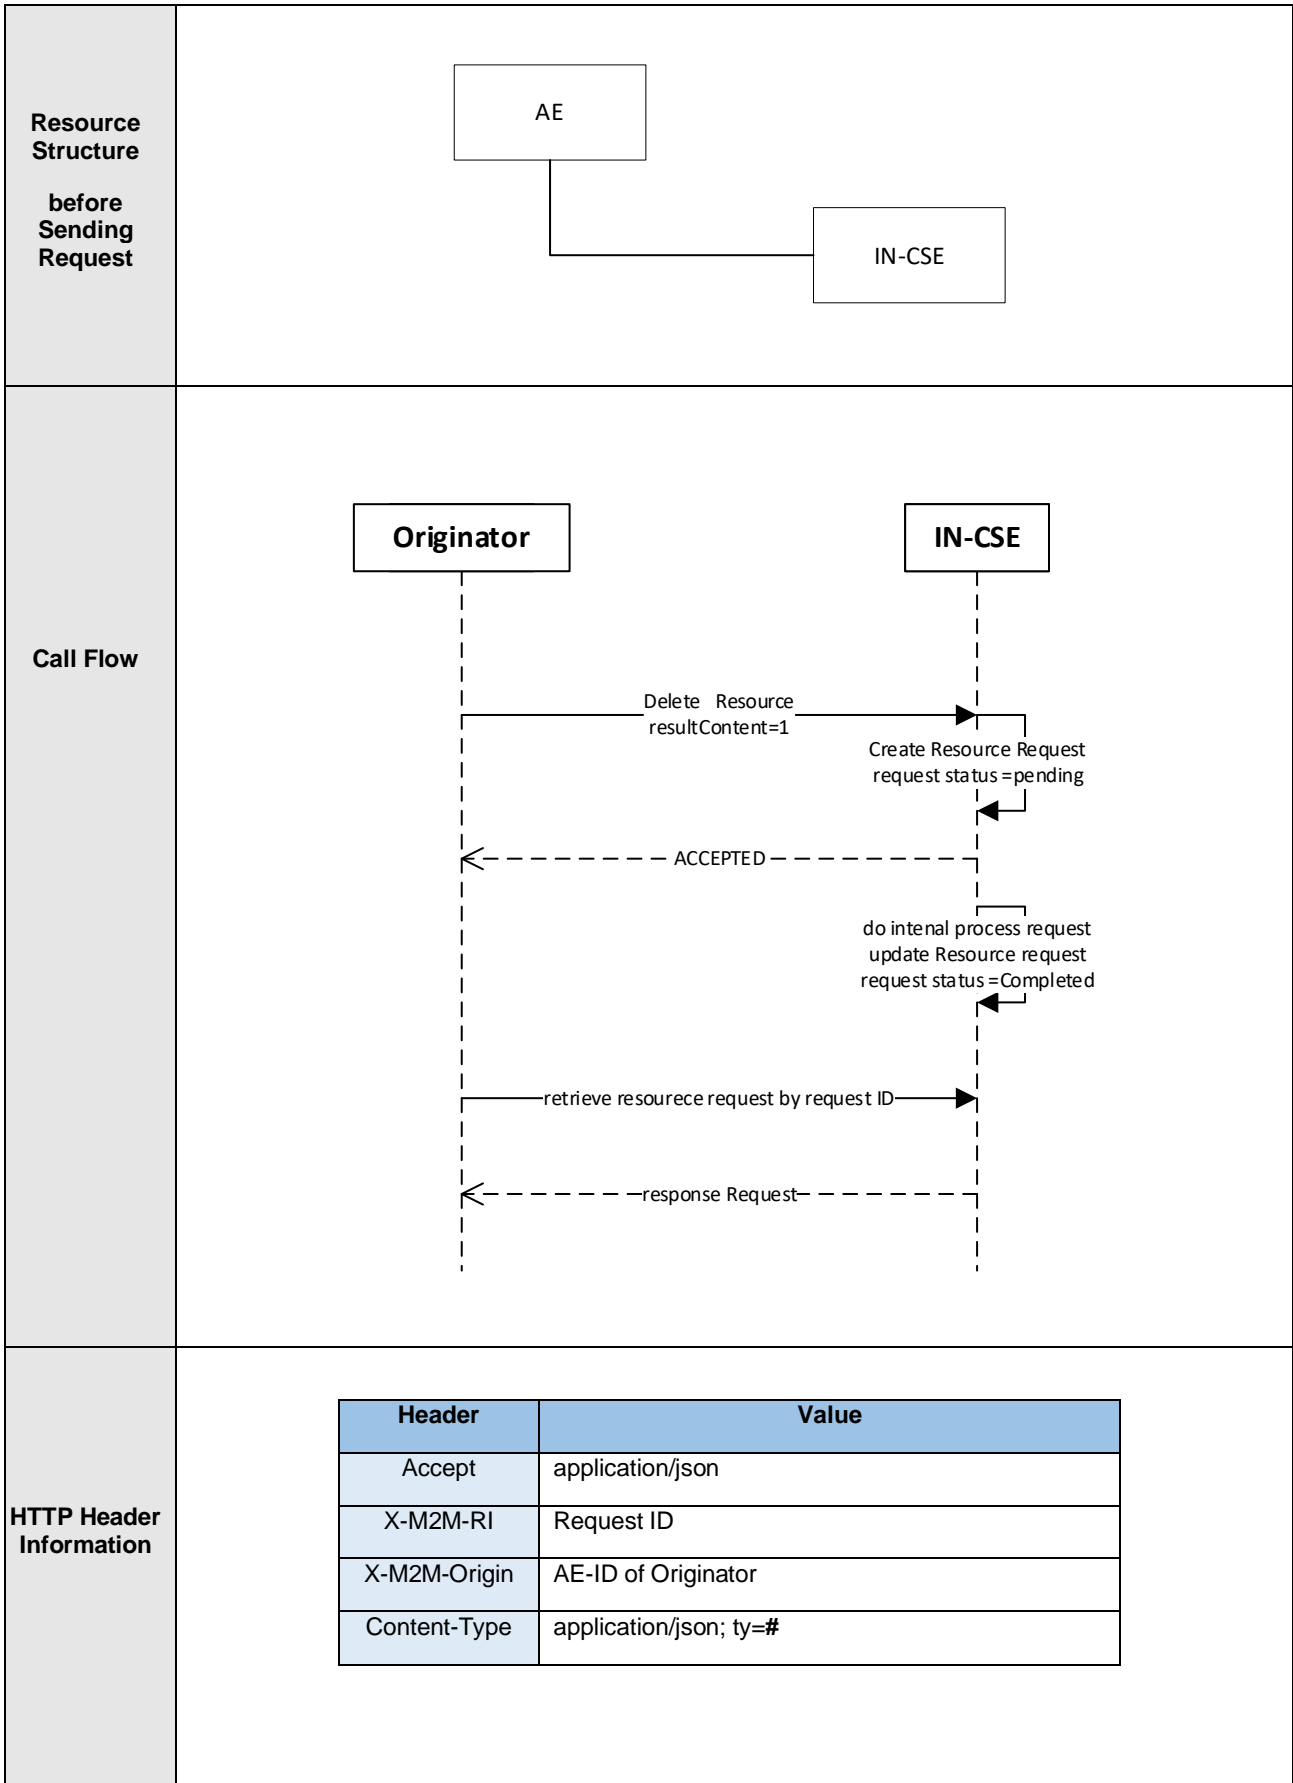 Resource
Structure
before
Sending
Request
AE
IN-CSE
Call Flow
Originator
IN-CSE
Delete Resource
resultContent=1
Create Resource Request
request status =pending
ACCEPTED
do intenal process request
update Resource request
request status =Completed
retrieve resourece request by request ID
response Request
HTTP Header
Information
Header Value
Accept application/json
X-M2M-RI Request ID
X-M2M-Origin AE-ID of Originator
Content-Type application/json; ty=#